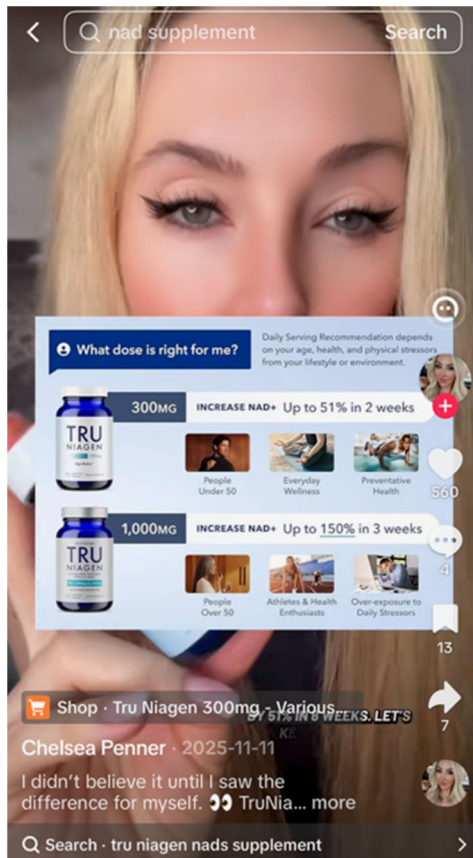 nad supplement
Search
What dose is right for me?
Daily Serving Recommendation depends
on your age, health, and physical stressors
from your lifestyle or environment.
300MG
INCREASE NAD+ Up to 51% in 2 weeks
TRU
NIAGEN
People
Under 50
Everyday
Wellness
Preventative
Health
1,000MG
INCREASE NAD+ Up to 150% in 3 weeks
TRU
NIAGEN
People
Over 50
Athletes & Health
Enthusiasts
Over-exposure to
Daily Stressors
560
4
13
7
Shop · Tru Niagen 300mg - Various...
BY 51% IN 8 WEEKS. LET'S
KE
Chelsea Penner · 2025-11-11
I didn't believe it until I saw the
difference for myself. 👀 TruNia... more
Search · tru niagen nads supplement